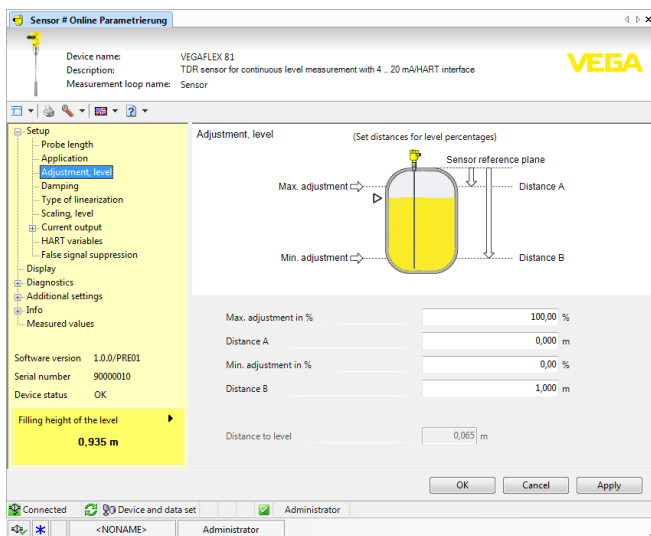 Sensor # Online Parametrierung
Device name: VEGAFLEX 81
Description: TDR sensor for continuous level measurement with 4 .. 20 mA/HART interface
Measurement loop name: Sensor
VEGA
Setup
Probe length
Application
Adjustment, level
Damping
Type of linearization
Scaling, level
Current output
HART variables
False signal suppression
Display
Diagnostics
Additional settings
Info
Measured values
Software version 1.0.0/PRE01
Serial number 90000010
Device status OK
Filling height of the level
0,935 m
Adjustment, level (Set distances for level percentages)
Sensor reference plane
Max. adjustment Distance A
Min. adjustment Distance B
Max. adjustment in % 100,00 %
Distance A 0,000 m
Min. adjustment in % 0,00 %
Distance B 1,000 m
Distance to level 0,065 m
OK Cancel Apply
Connected Device and data set Administrator
<NONAME> Administrator